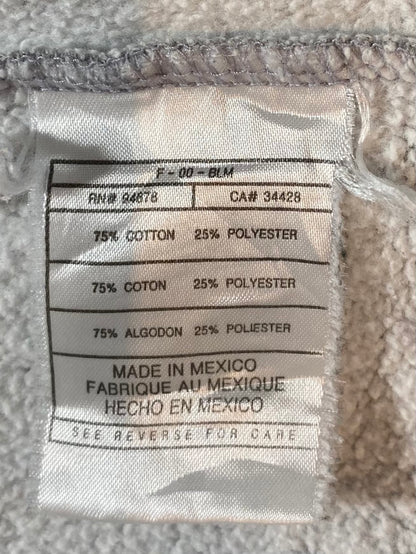 F - 00 - BLM
RN# 94878 CA# 34428
75% COTTON 25% POLYESTER
75% COTON 25% POLYESTER
75% ALGODON 25% POLIESTER
MADE IN MEXICO
FABRIQUE AU MEXIQUE
HECHO EN MEXICO
SEE REVERSE FOR CARE